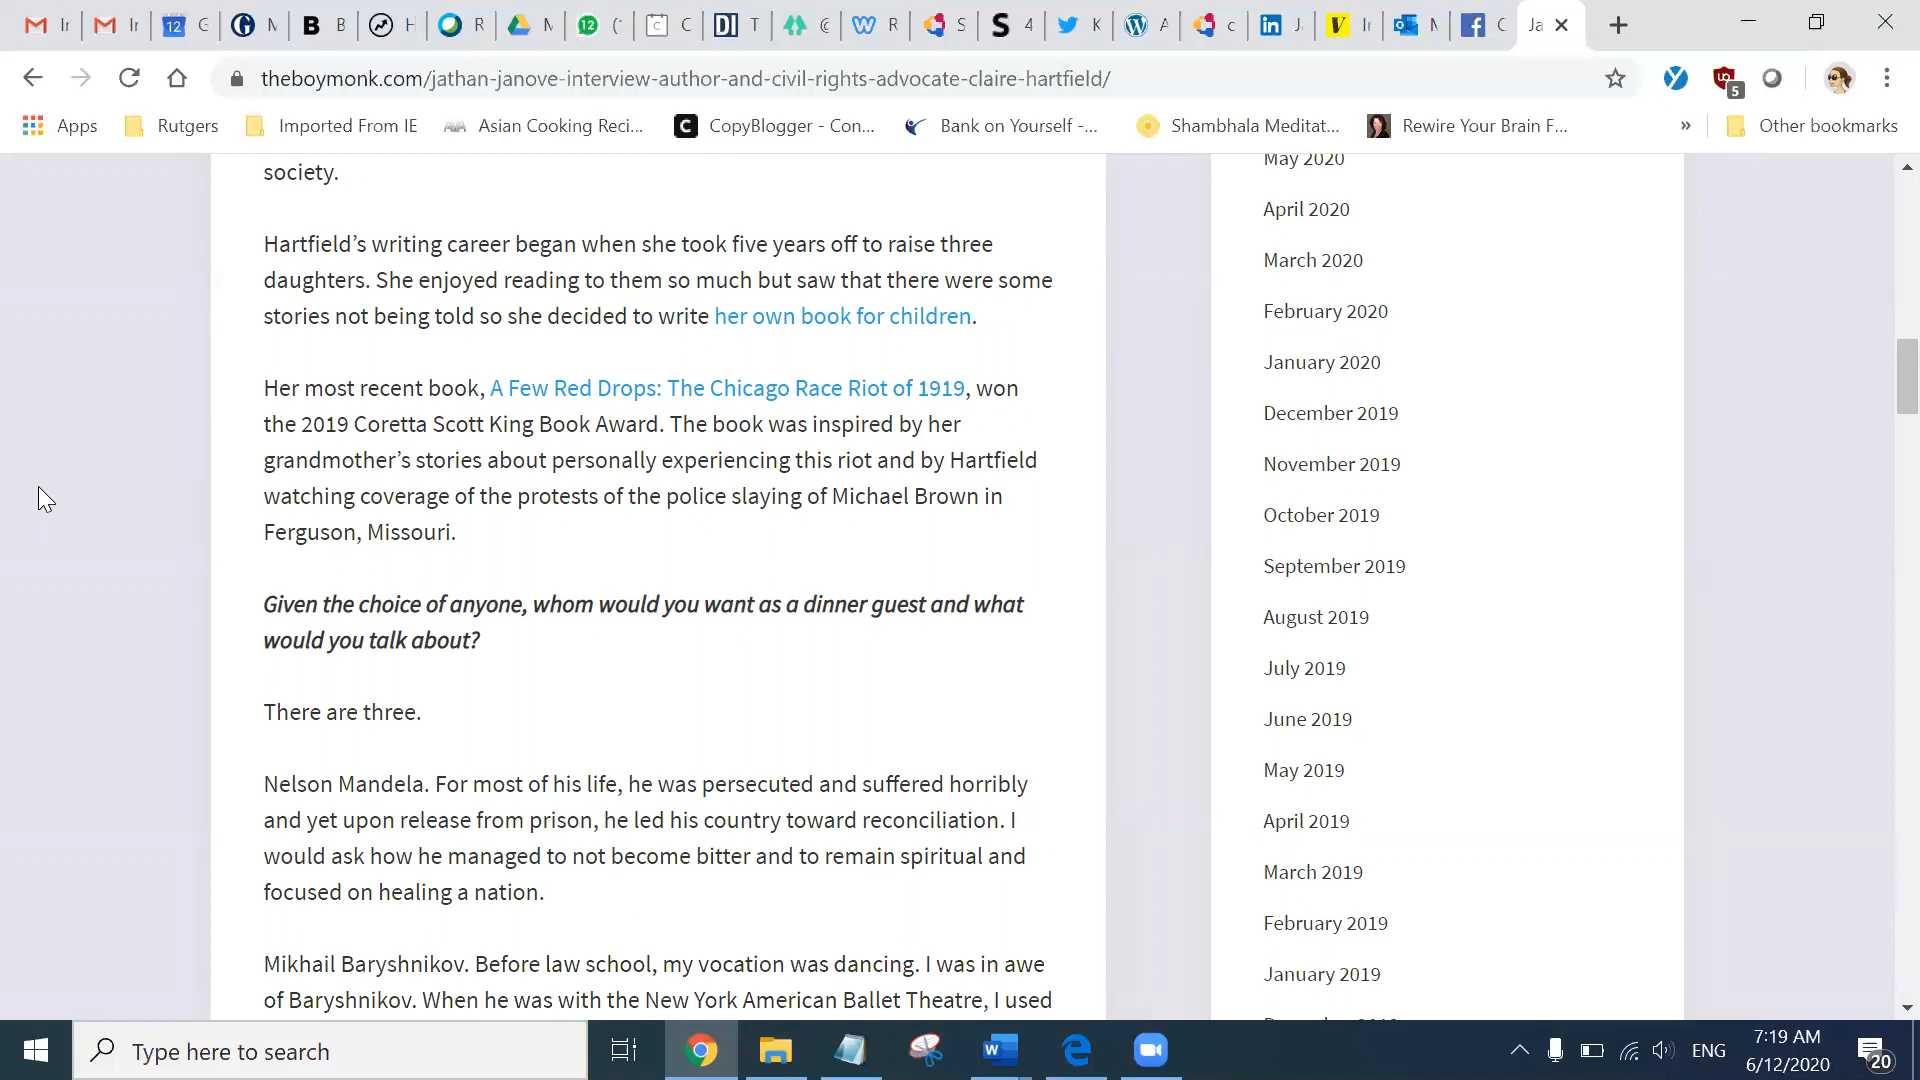 Ir
Ir
12
G
M
B
B
H
R
M
12
(
C
DI
T
@
R
S
S
4
K
A
c
in
J
V
Ir
M
C
Ja
theboymonk.com/jathan-janove-interview-author-and-civil-rights-advocate-claire-hartfield/
5
Apps
Rutgers
Imported From IE
Asian Cooking Reci...
CopyBlogger - Con...
Bank on Yourself -...
Shambhala Meditat...
Rewire Your Brain F...
»
Other bookmarks
society.
Hartfield’s writing career began when she took five years off to raise three
daughters. She enjoyed reading to them so much but saw that there were some
stories not being told so she decided to write her own book for children.
Her most recent book, A Few Red Drops: The Chicago Race Riot of 1919, won
the 2019 Coretta Scott King Book Award. The book was inspired by her
grandmother’s stories about personally experiencing this riot and by Hartfield
watching coverage of the protests of the police slaying of Michael Brown in
Ferguson, Missouri.
Given the choice of anyone, whom would you want as a dinner guest and what
would you talk about?
There are three.
Nelson Mandela. For most of his life, he was persecuted and suffered horribly
and yet upon release from prison, he led his country toward reconciliation. I
would ask how he managed to not become bitter and to remain spiritual and
focused on healing a nation.
Mikhail Baryshnikov. Before law school, my vocation was dancing. I was in awe
of Baryshnikov. When he was with the New York American Ballet Theatre, I used
May 2020
April 2020
March 2020
February 2020
January 2020
December 2019
November 2019
October 2019
September 2019
August 2019
July 2019
June 2019
May 2019
April 2019
March 2019
February 2019
January 2019
Type here to search
ENG
7:19 AM
6/12/2020
20